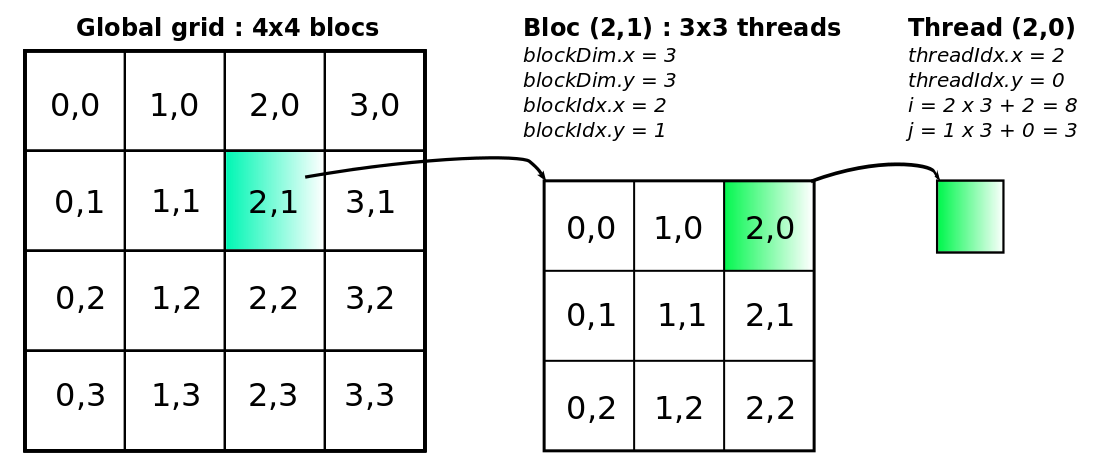 Global grid : 4x4 blocs
0,0 1,0 2,0 3,0
0,1 1,1 2,1 3,1
0,2 1,2 2,2 3,2
0,3 1,3 2,3 3,3
Bloc (2,1) : 3x3 threads
blockDim.x = 3
blockDim.y = 3
blockIdx.x = 2
blockIdx.y = 1
0,0 1,0 2,0
0,1 1,1 2,1
0,2 1,2 2,2
Thread (2,0)
threadIdx.x = 2
threadIdx.y = 0
i = 2 x 3 + 2 = 8
j = 1 x 3 + 0 = 3